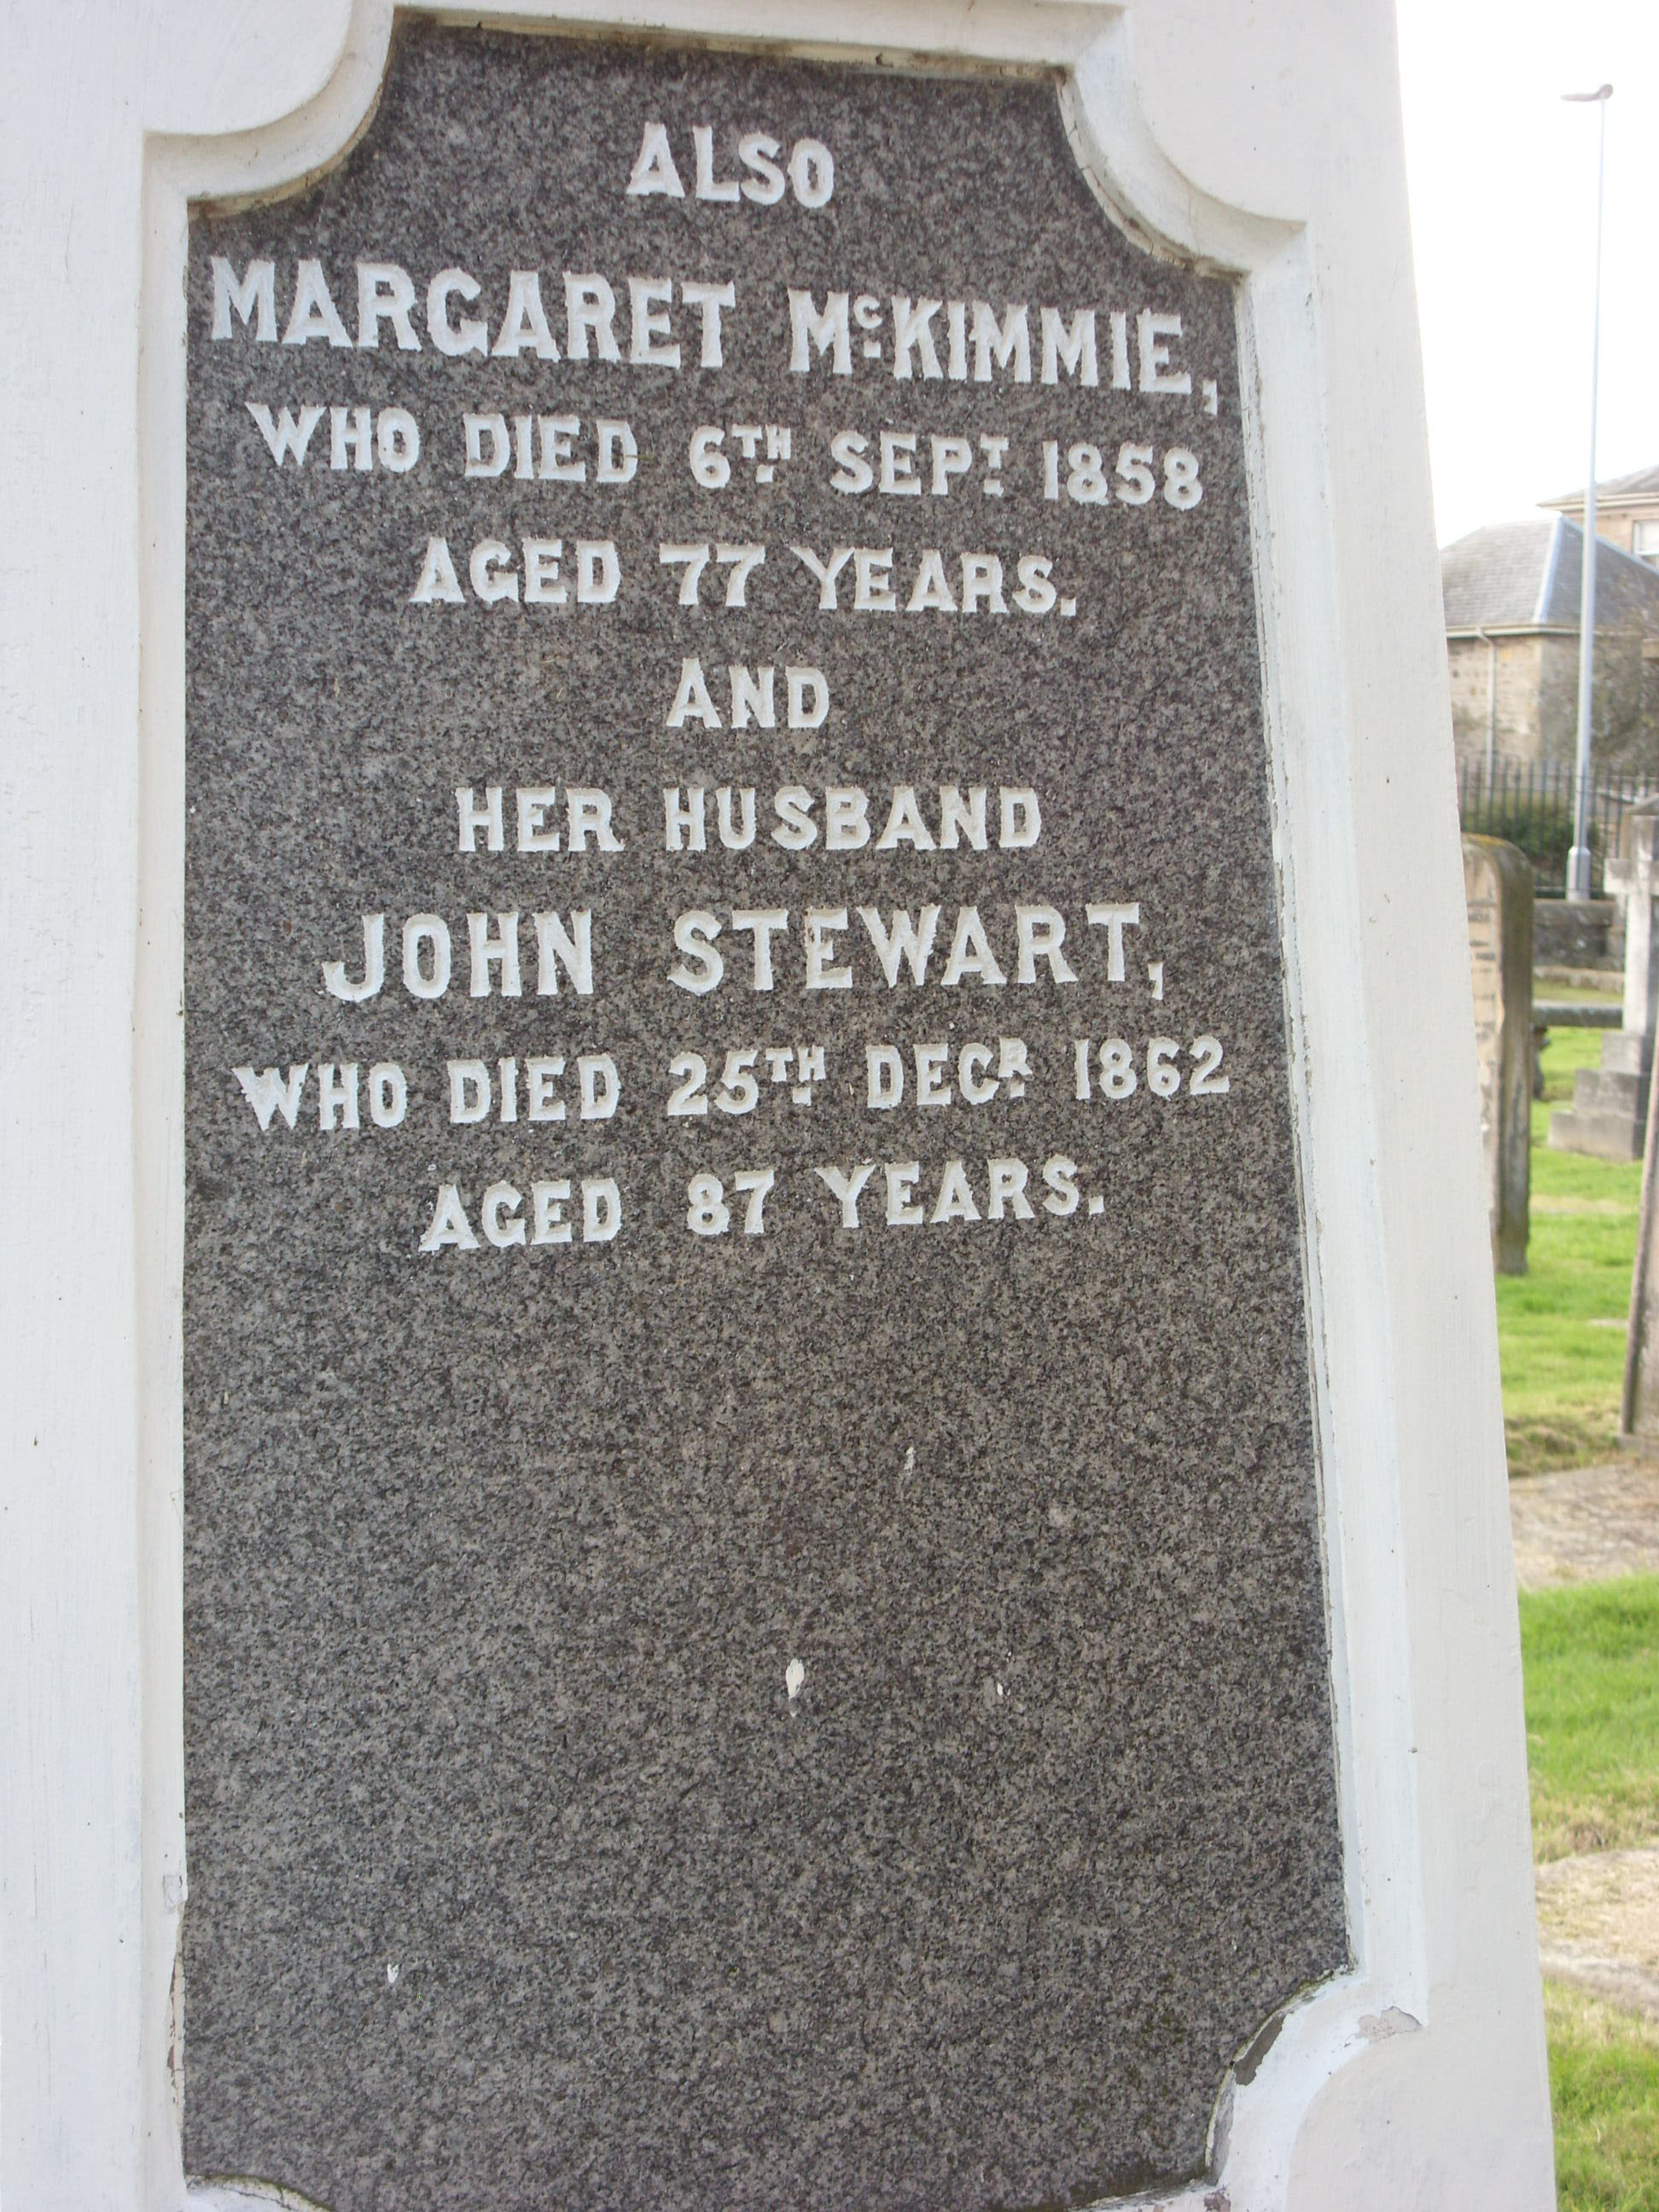 ALSO
MARGARET McKIMMIE,
WHO DIED 6TH SEPT 1858
AGED 77 YEARS.
AND
HER HUSBAND
JOHN STEWART,
WHO DIED 25TH DECR 1862
AGED 87 YEARS.